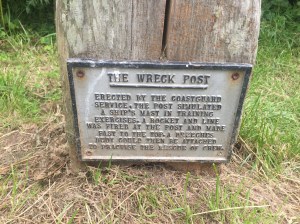 THE WRECK POST
ERECTED BY THE COASTGUARD
SERVICE, THE POST SIMULATED
A SHIP'S MAST IN TRAINING
EXERCISES. A ROCKET AND LINE
WAS FIRED AT THE POST AND MADE
FAST TO THE TOP. A BREECHES
BUOY COULD THEN BE ATTACHED
TO PRACTISE THE RESCUE OF CREW.